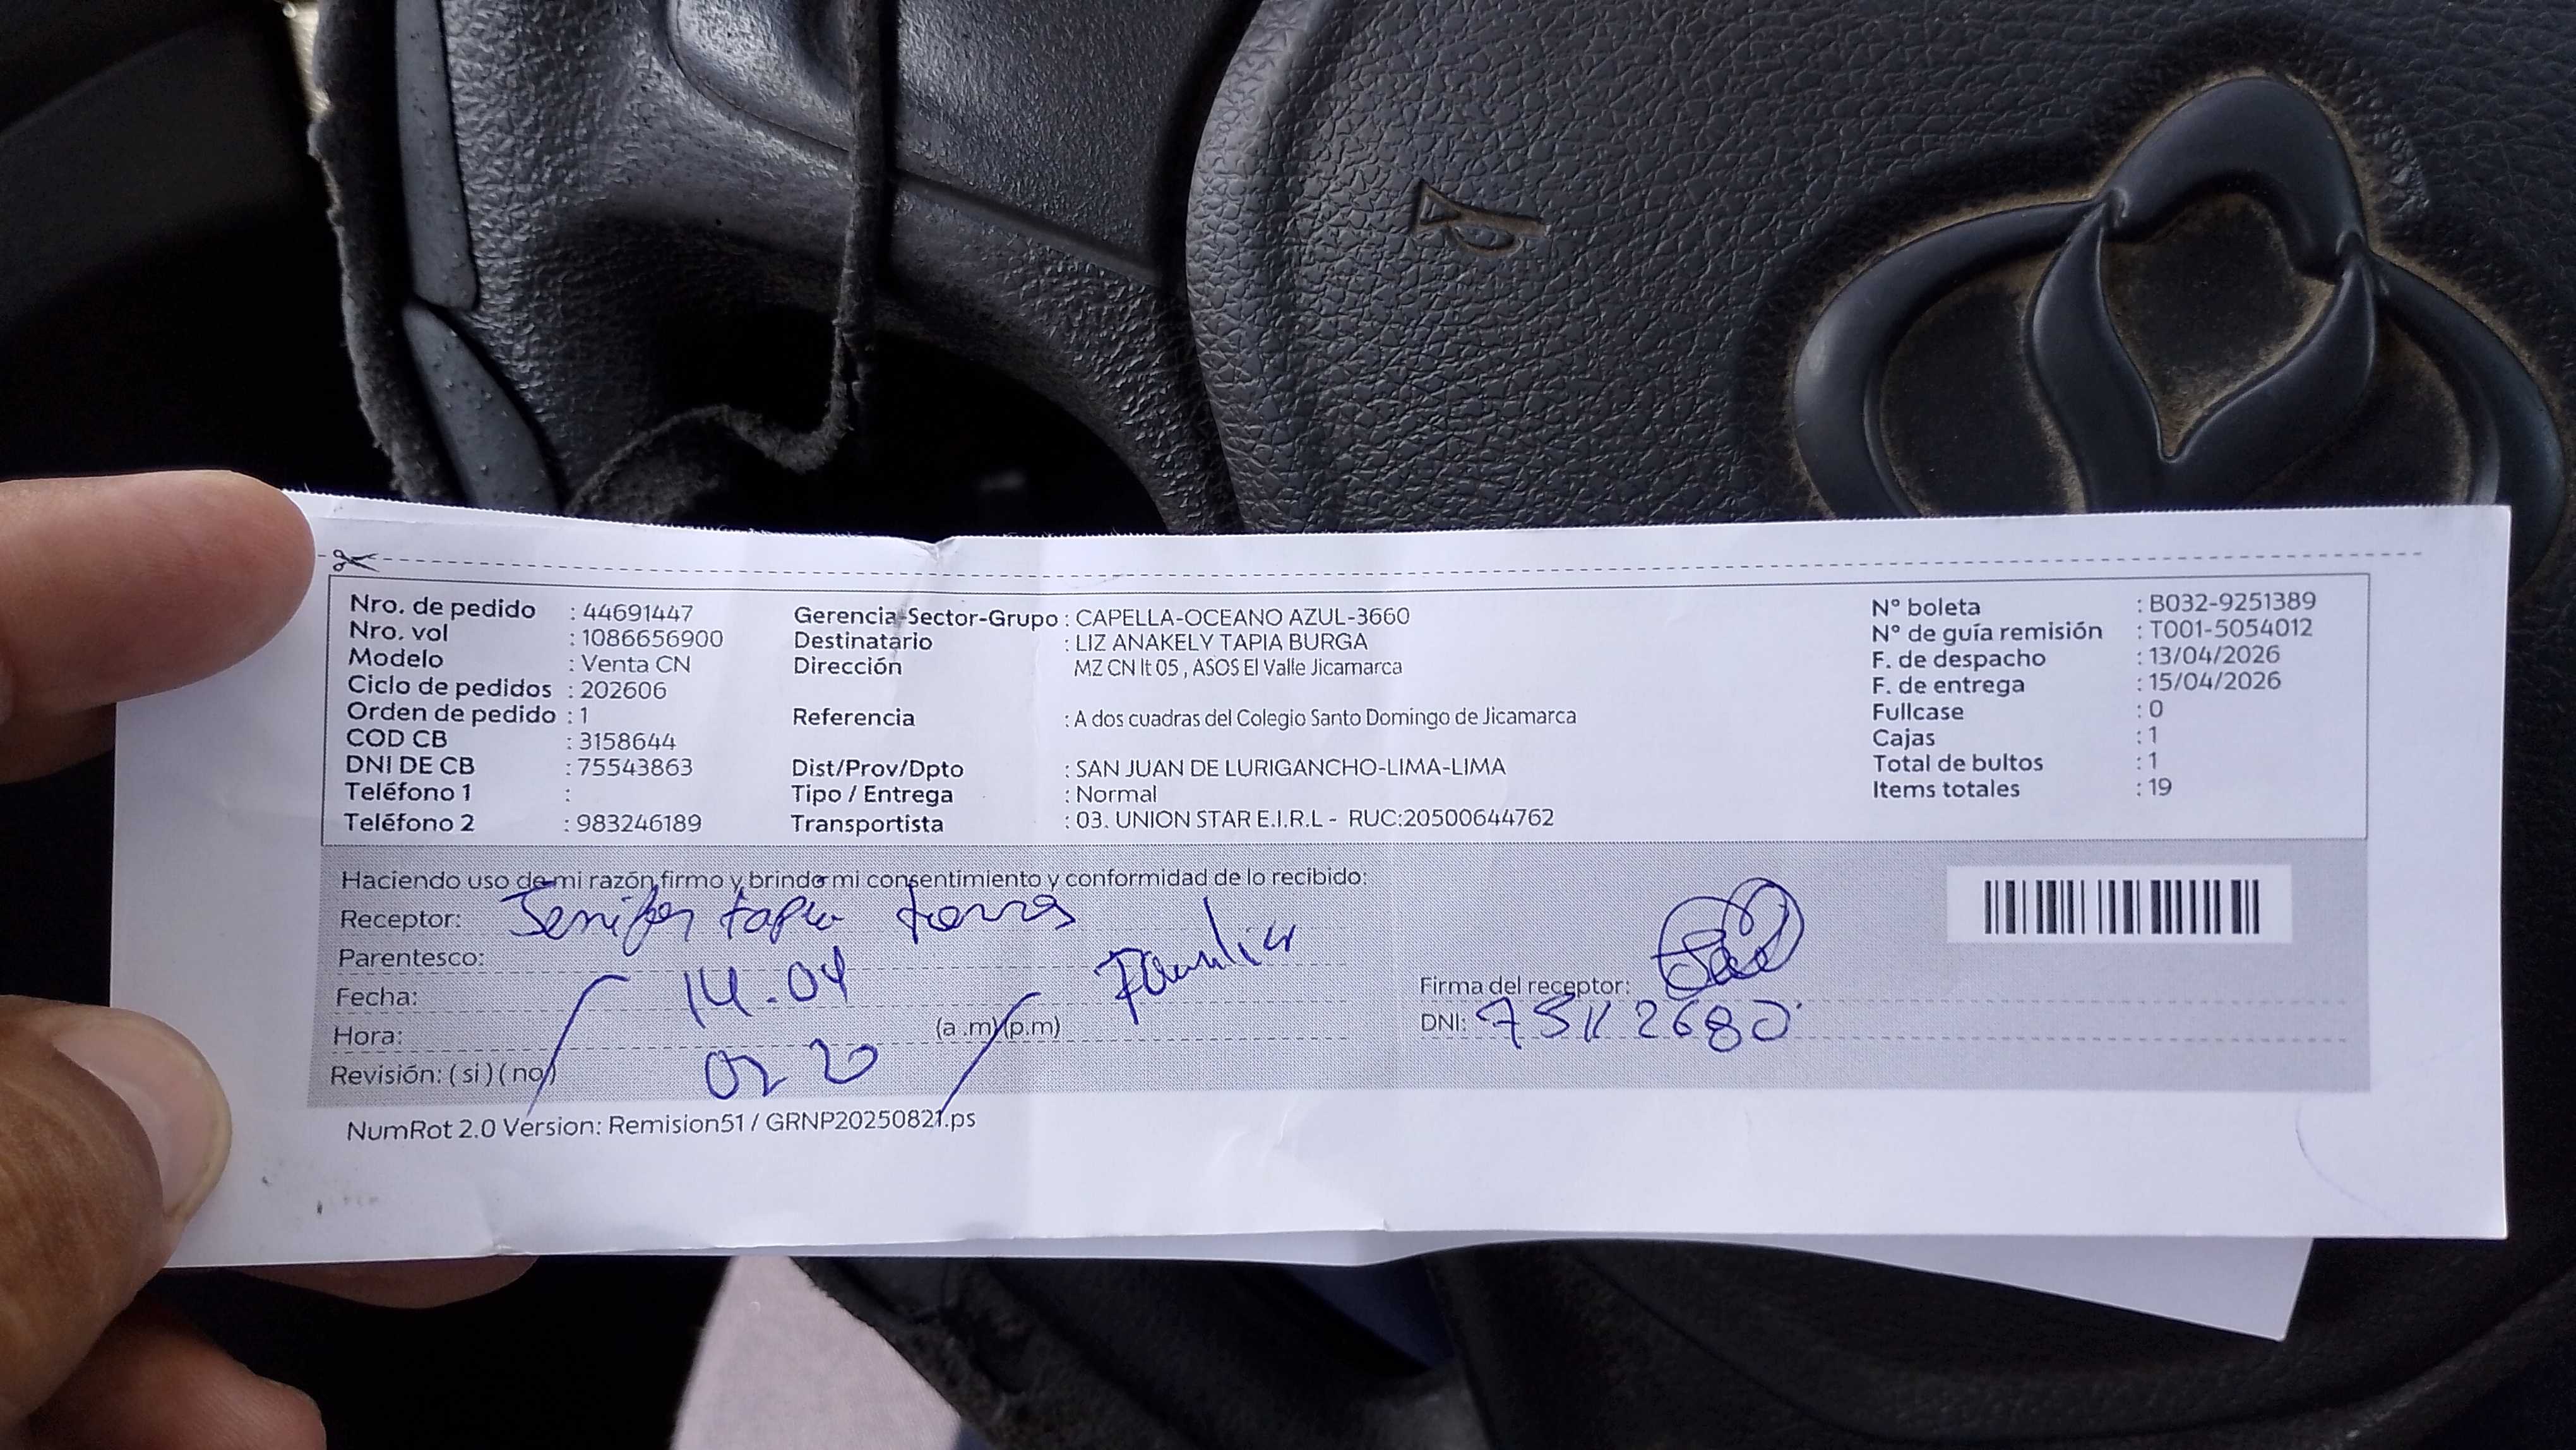 Nro. de pedido : 44691447
Nro. vol : 1086656900
Modelo : Venta CN
Ciclo de pedidos : 202606
Orden de pedido : 1
COD CB : 3158644
DNI DE CB : 75543863
Teléfono 1 :
Teléfono 2 : 983246189
Gerencia-Sector-Grupo : CAPELLA-OCEANO AZUL-3660
Destinatario : LIZ ANAKELY TAPIA BURGA
Dirección MZ CN lt 05 , ASOS El Valle Jicamarca
Referencia : A dos cuadras del Colegio Santo Domingo de Jicamarca
Dist/Prov/Dpto : SAN JUAN DE LURIGANCHO-LIMA-LIMA
Tipo / Entrega : Normal
Transportista : 03. UNION STAR E.I.R.L - RUC:20500644762
N° boleta : B032-9251389
N° de guía remisión : T001-5054012
F. de despacho : 13/04/2026
F. de entrega : 15/04/2026
Fullcase : 0
Cajas : 1
Total de bultos : 1
Items totales : 19
Haciendo uso de mi razón,firmo y brindo mi consentimiento y conformidad de lo recibido:
Receptor: Jenifer tapia torres
Parentesco: Familiar
Fecha: 14.04
Hora: (a .m)(p.m)
02 20
Revisión: ( si ) ( no )
Firma del receptor:
DNI: 75112680
NumRot 2.0 Version: Remision51 / GRNP20250821.ps